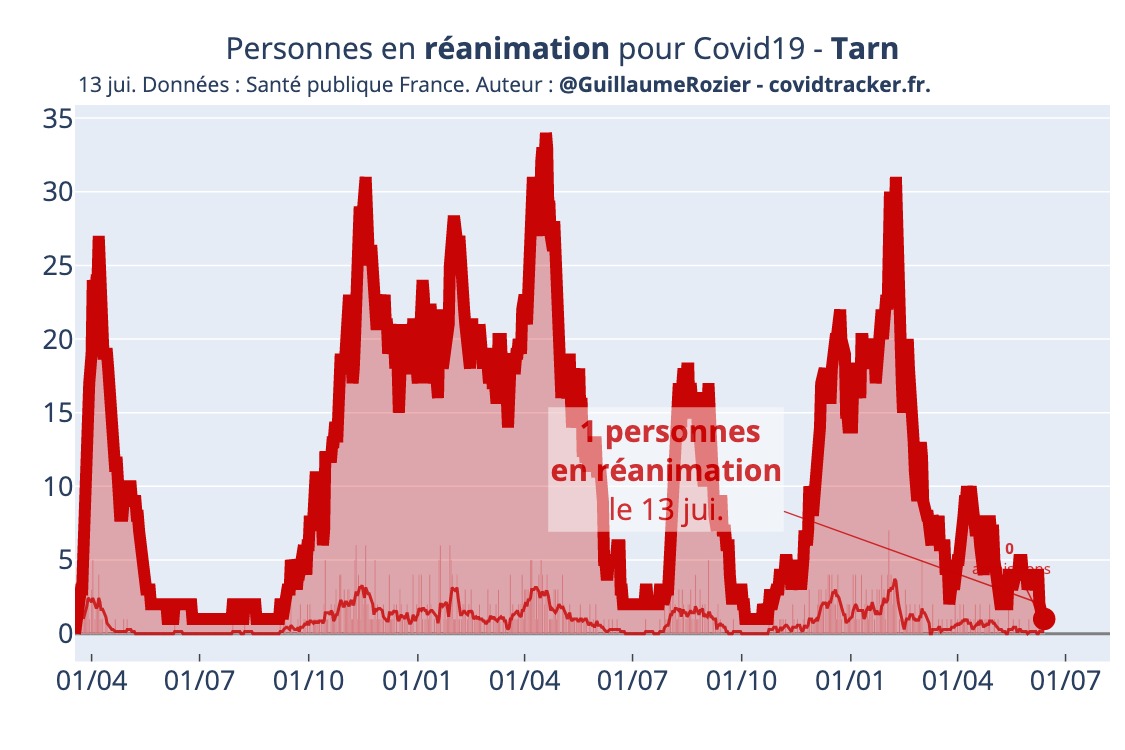 Personnes en réanimation pour Covid19 - Tarn
13 jui. Données : Santé publique France. Auteur : @GuillaumeRozier - covidtracker.fr.
35
30
25
20
15
10
5
0
1 personnes
en réanimation
le 13 jui.
0
01/04 01/07 01/10 01/01 01/04 01/07 01/10 01/01 01/04 01/07